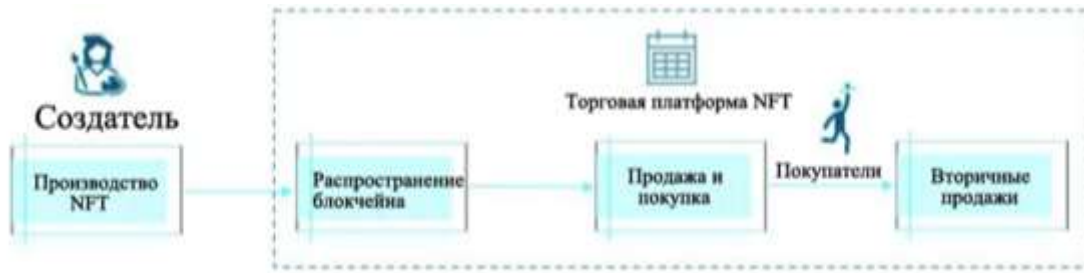 Создатель
Торговая платформа NFT
Производство
NFT
Распространение
блокчейна
Продажа и
покупка
Покупатели
Вторичные
продажи